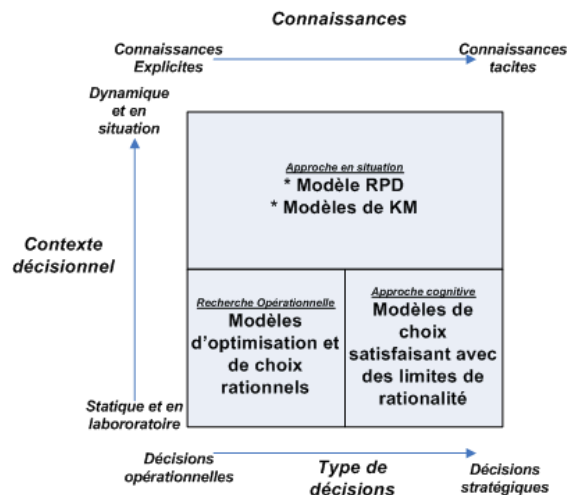 Connaissances
Connaissances
Explicites
Connaissances
tacites
Dynamique
et en
situation
Approche en situation
* Modèle RPD
* Modèles de KM
Contexte
décisionnel
Recherche Opérationnelle
Modèles
d'optimisation et
de choix
rationnels
Approche cognitive
Modèles de
choix
satisfaisant avec
des limites de
rationalité
Statique et en
labororatoire
Décisions
opérationnelles
Type de
décisions
Décisions
stratégiques